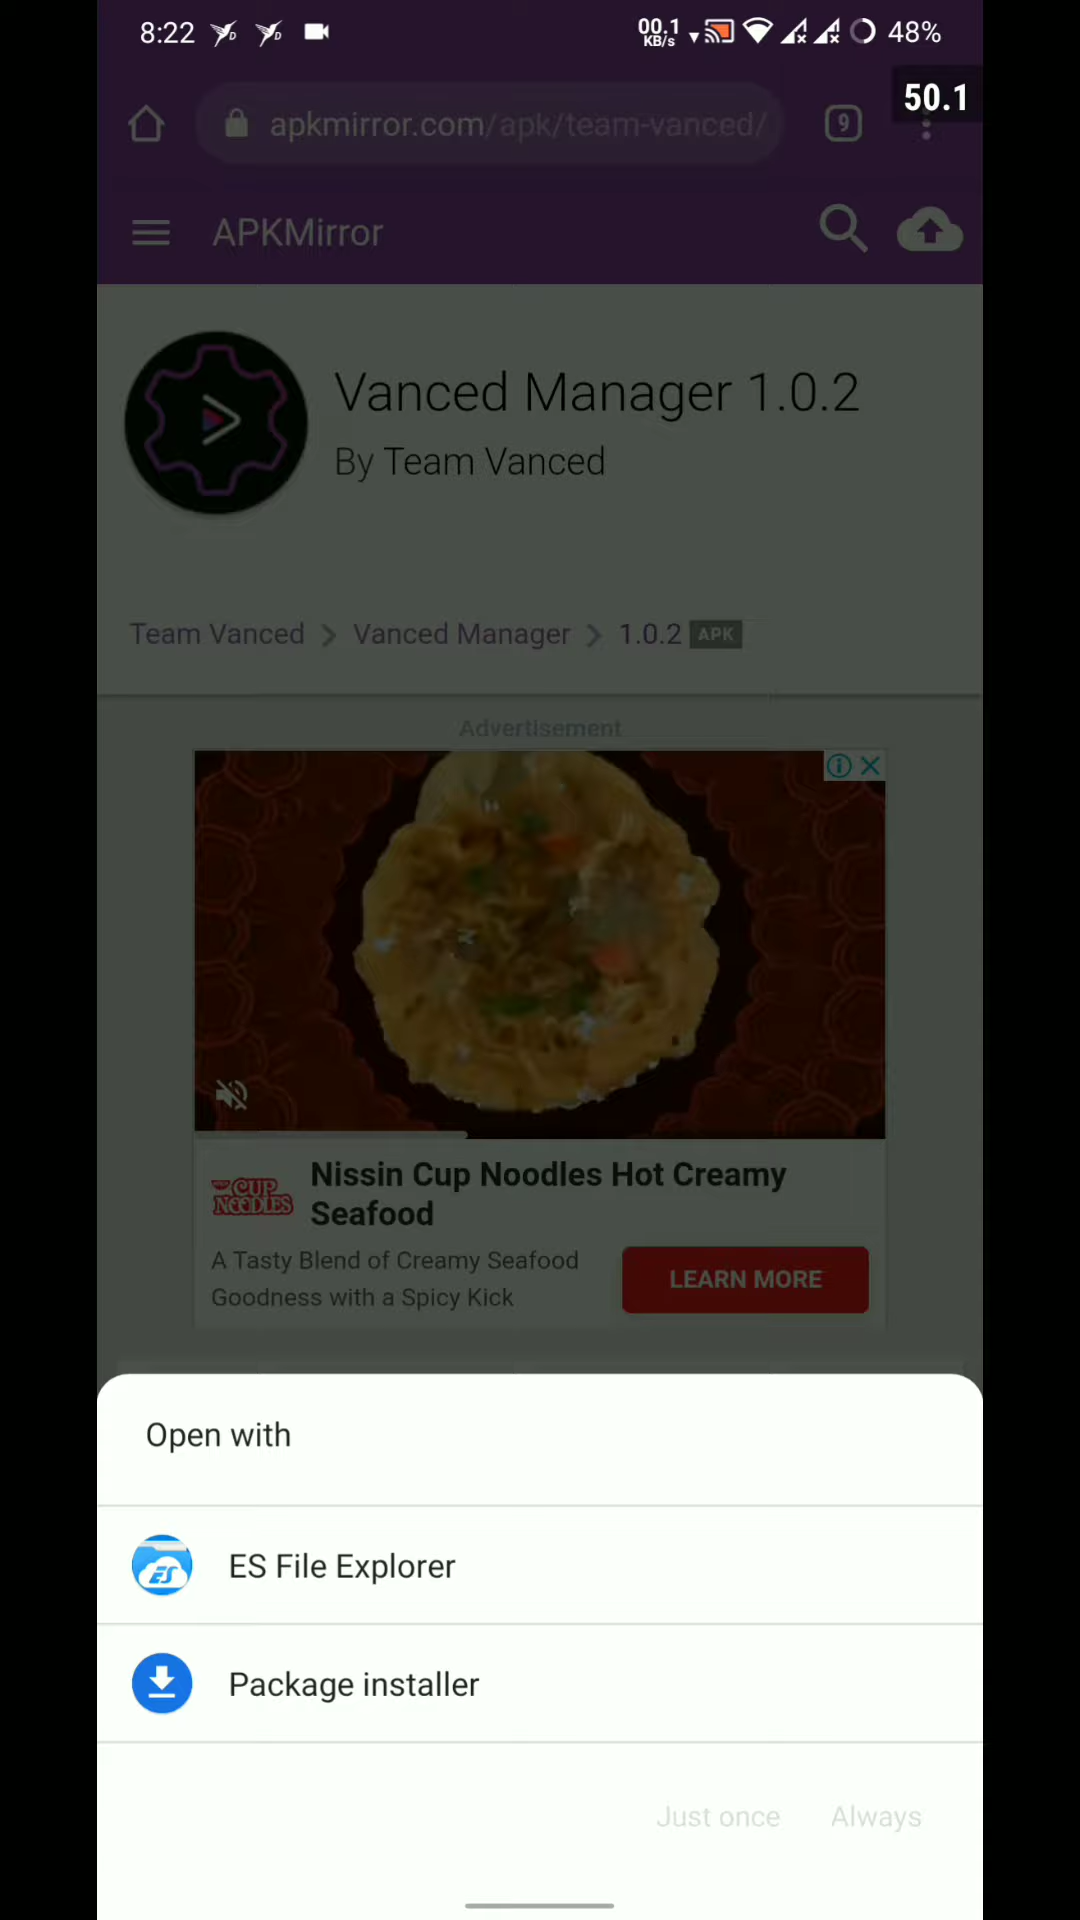 8:22
00.1
KB/s
48%
50.1
apkmirror.com/apk/team-vanced/
9
APKMirror
Vanced Manager 1.0.2
By Team Vanced
Team Vanced > Vanced Manager > 1.0.2 APK
Advertisement
CUP
NOODLES
Nissin Cup Noodles Hot Creamy
Seafood
A Tasty Blend of Creamy Seafood
Goodness with a Spicy Kick
LEARN MORE
Open with
ES
ES File Explorer
Package installer
Just once
Always